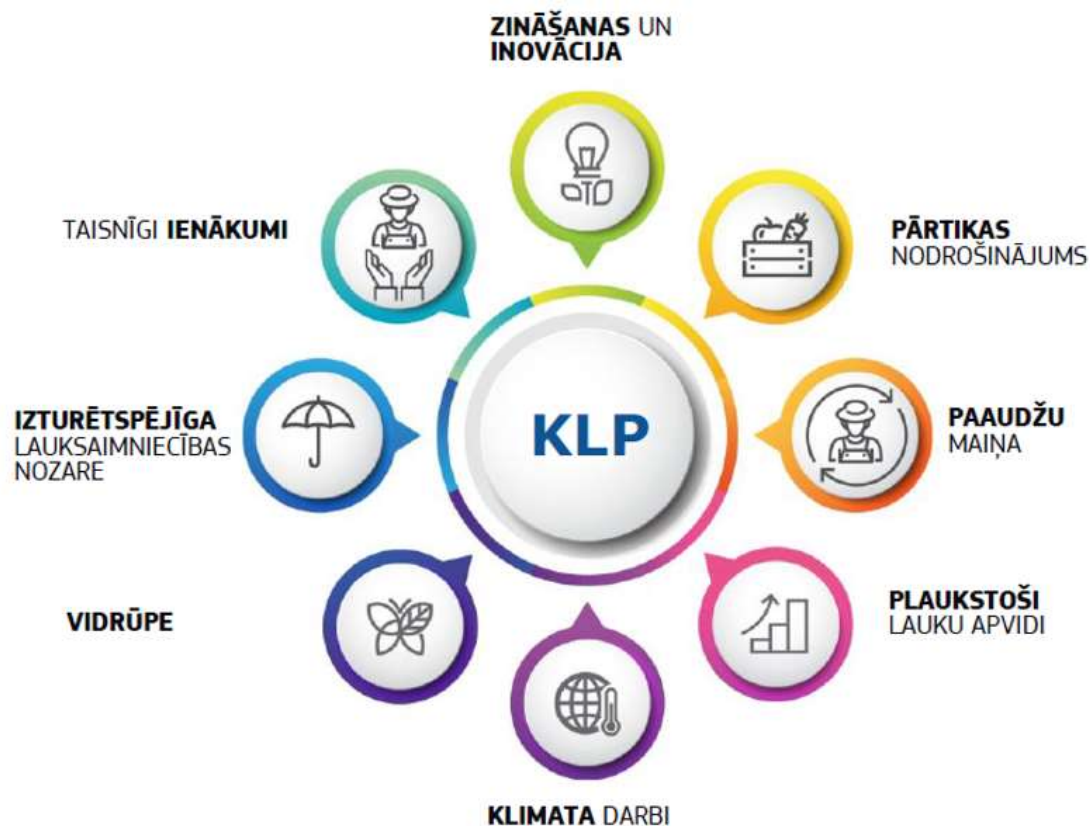 ZINĀŠANAS UN
INOVĀCIJA
TAISNĪGI IENĀKUMI
PĀRTIKAS
NODROŠINĀJUMS
IZTURĒTSPĒJĪGA
LAUKSAIMNIECĪBAS
NOZARE
KLP
PAAUDŽU
MAIŅA
VIDRŪPE
PLAUKSTOŠI
LAUKU APVIDI
KLIMATA DARBI